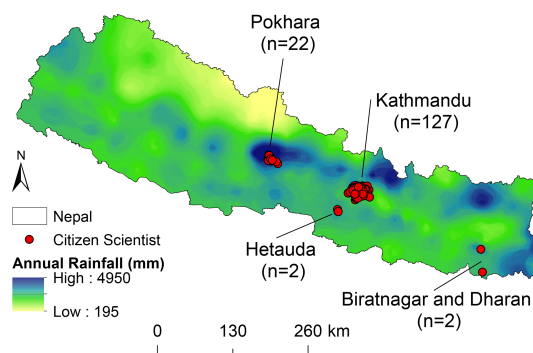 Pokhara
(n=22)
Kathmandu
(n=127)
N
Nepal
Citizen Scientist
Annual Rainfall (mm)
High : 4950
Low : 195
Hetauda
(n=2)
Biratnagar and Dharan
(n=2)
0 130 260 km